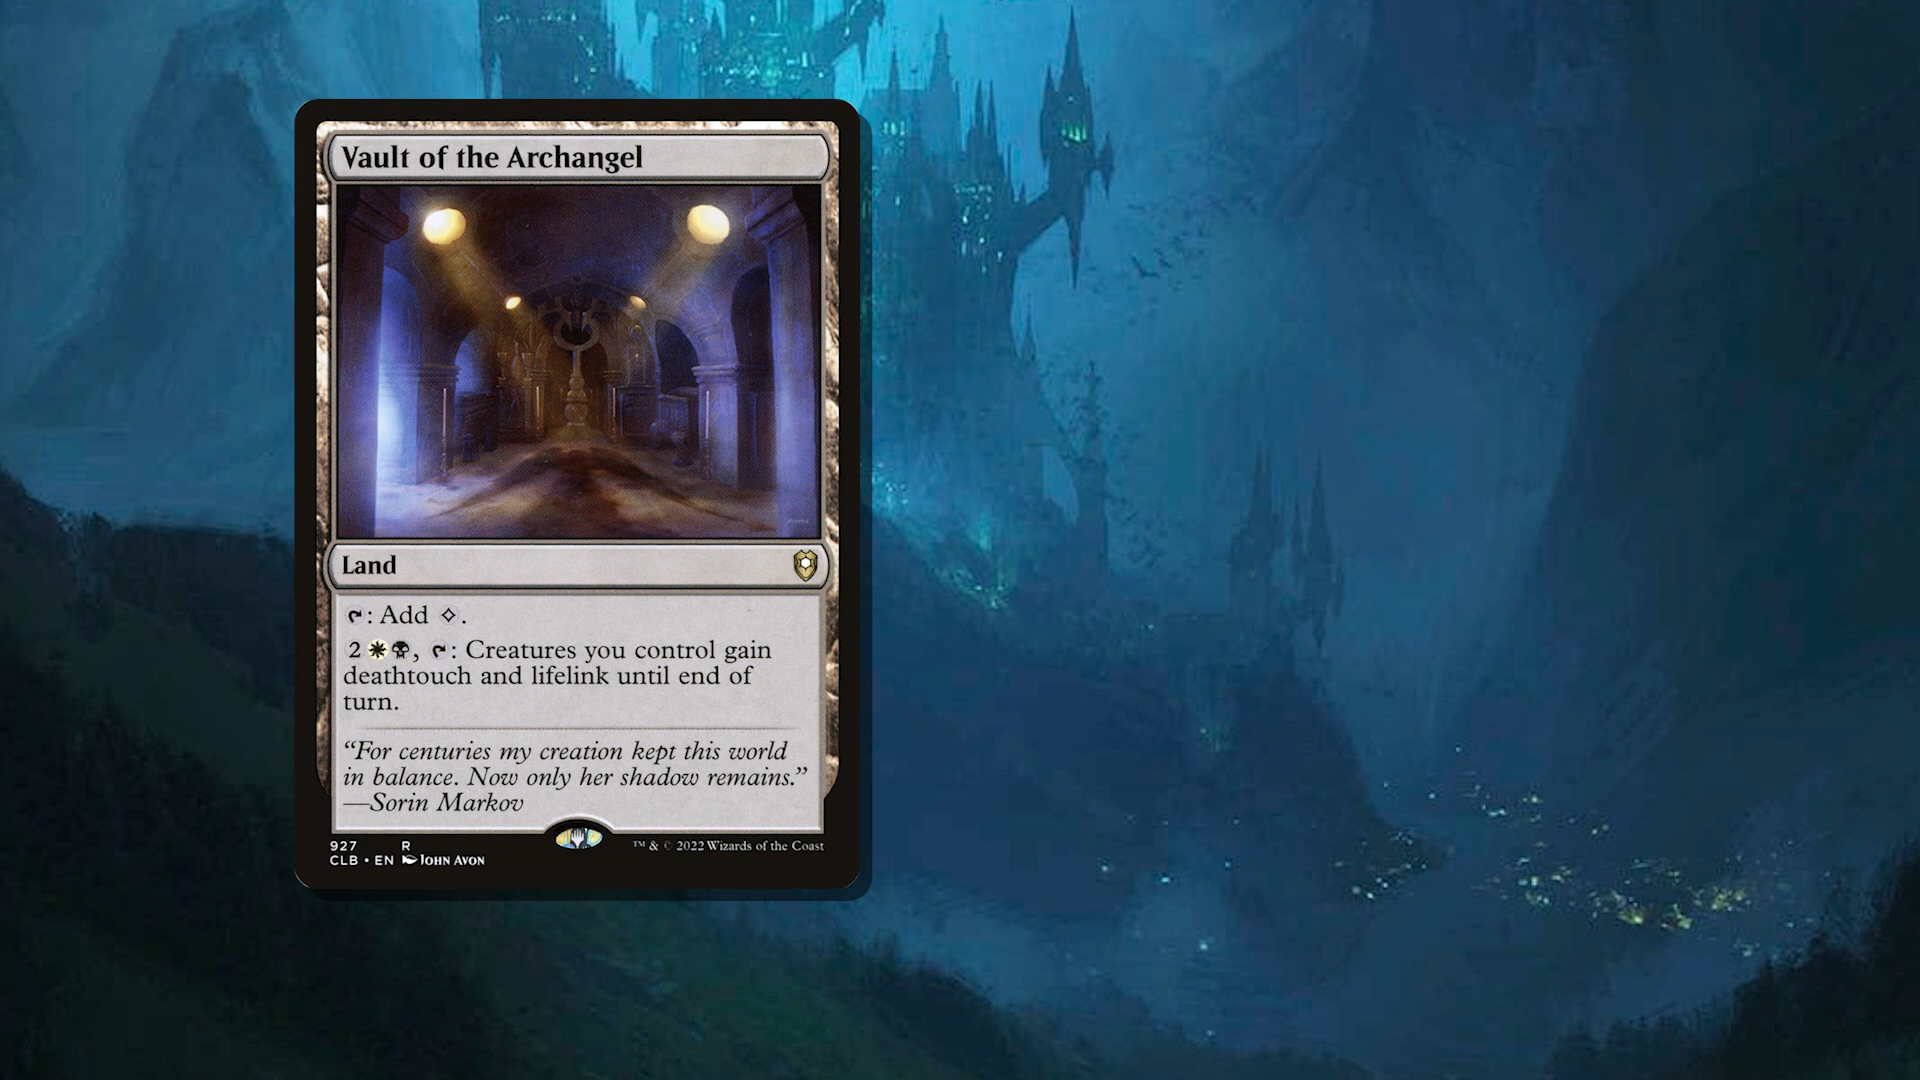 Vault of the Archangel
Land
: Add .
2 , : Creatures you control gain
deathtouch and lifelink until end of
turn.
“For centuries my creation kept this world
in balance. Now only her shadow remains.”
—Sorin Markov
927 R
CLB • EN John Avon
™ & © 2022 Wizards of the Coast